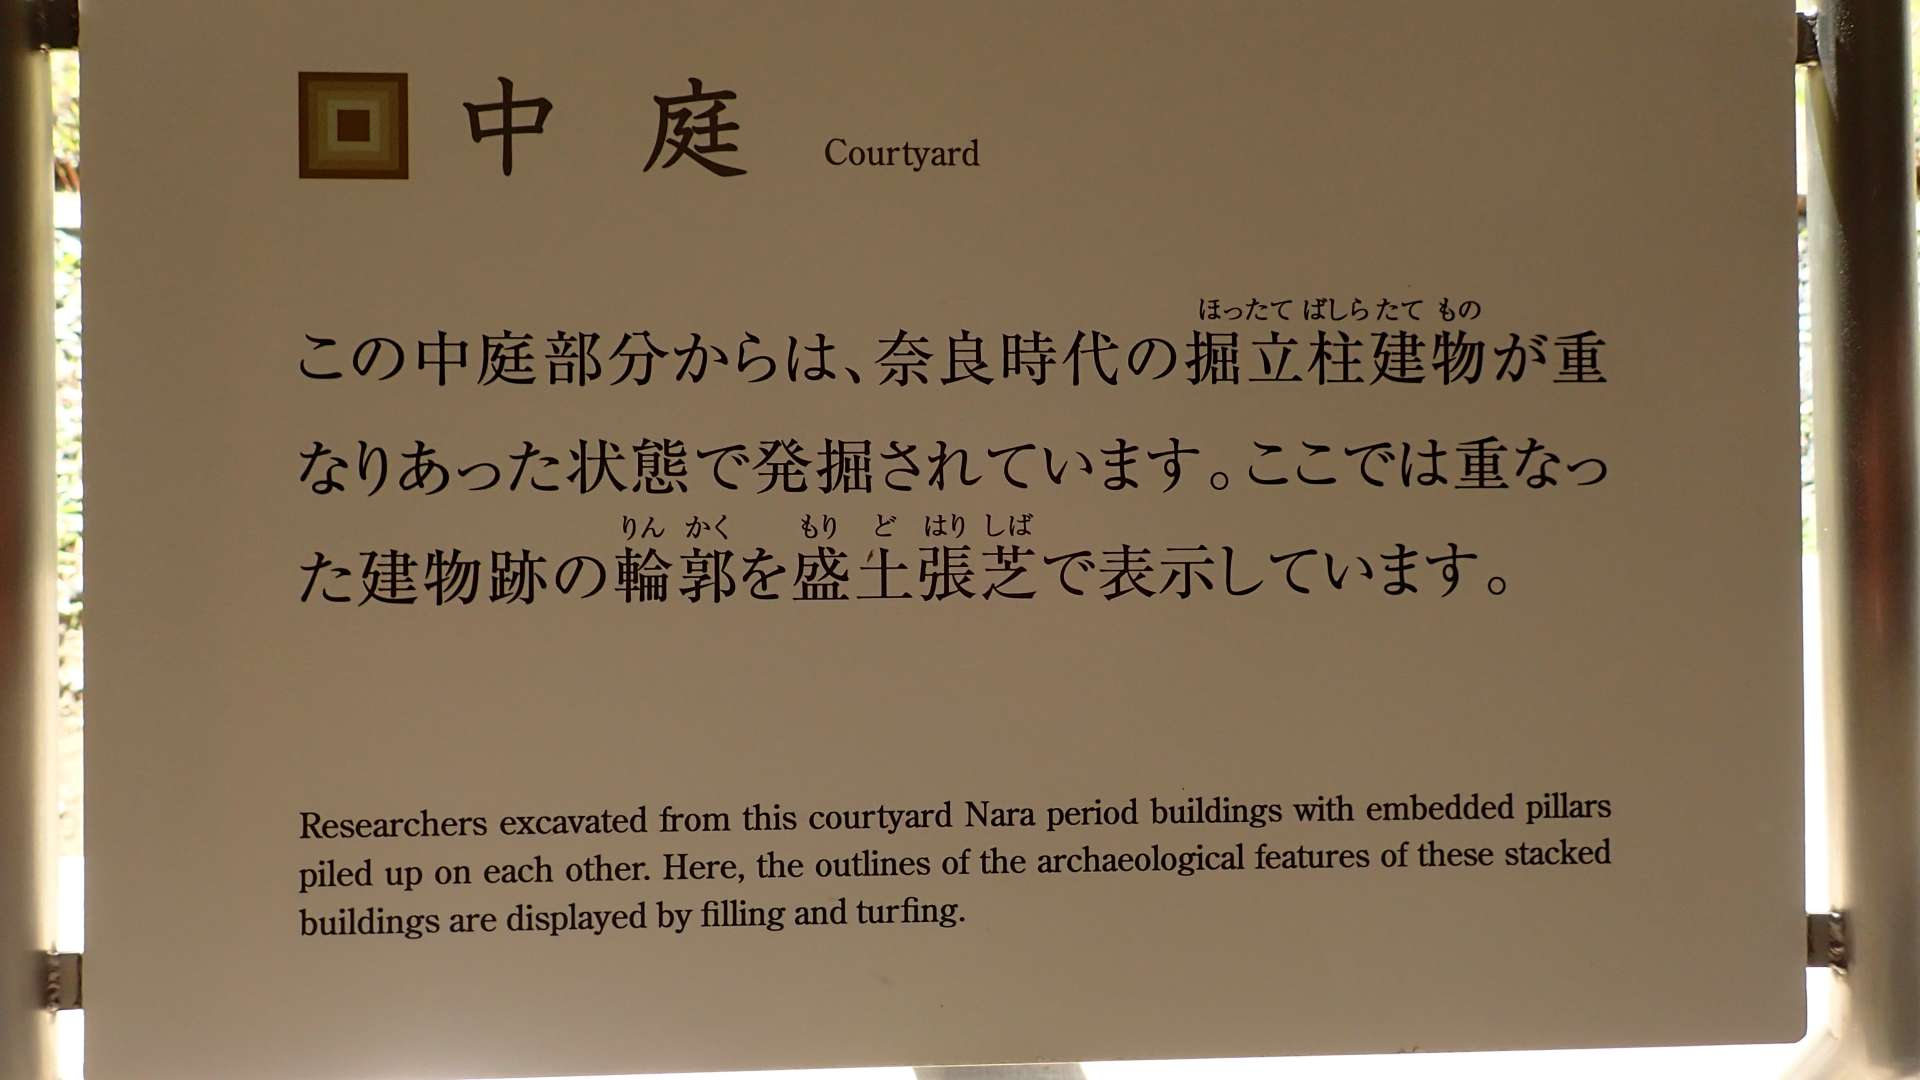 中庭 Courtyard
ほったて ばしら たて もの
この中庭部分からは、奈良時代の掘立柱建物が重
なりあった状態で発掘されています。ここでは重なっ
りん かく もり ど はり しば
た建物跡の輪郭を盛土張芝で表示しています。
Researchers excavated from this courtyard Nara period buildings with embedded pillars
piled up on each other. Here, the outlines of the archaeological features of these stacked
buildings are displayed by filling and turfing.